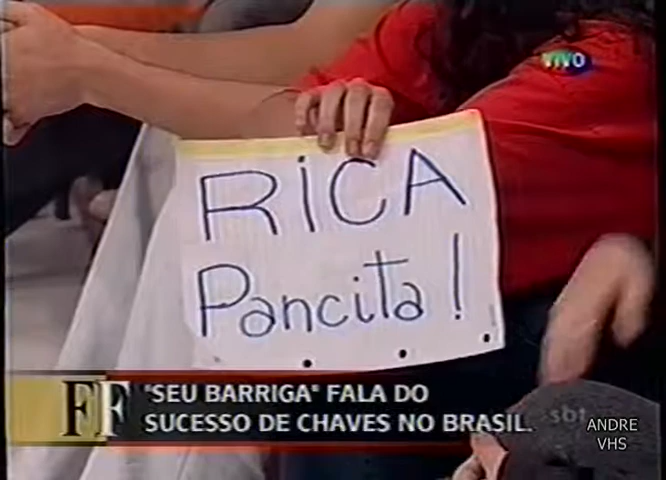 VIVO
RICA
Pancita!
FF
"SEU BARRIGA" FALA DO
SUCESSO DE CHAVES NO BRASIL.
sbt
ANDRE
VHS